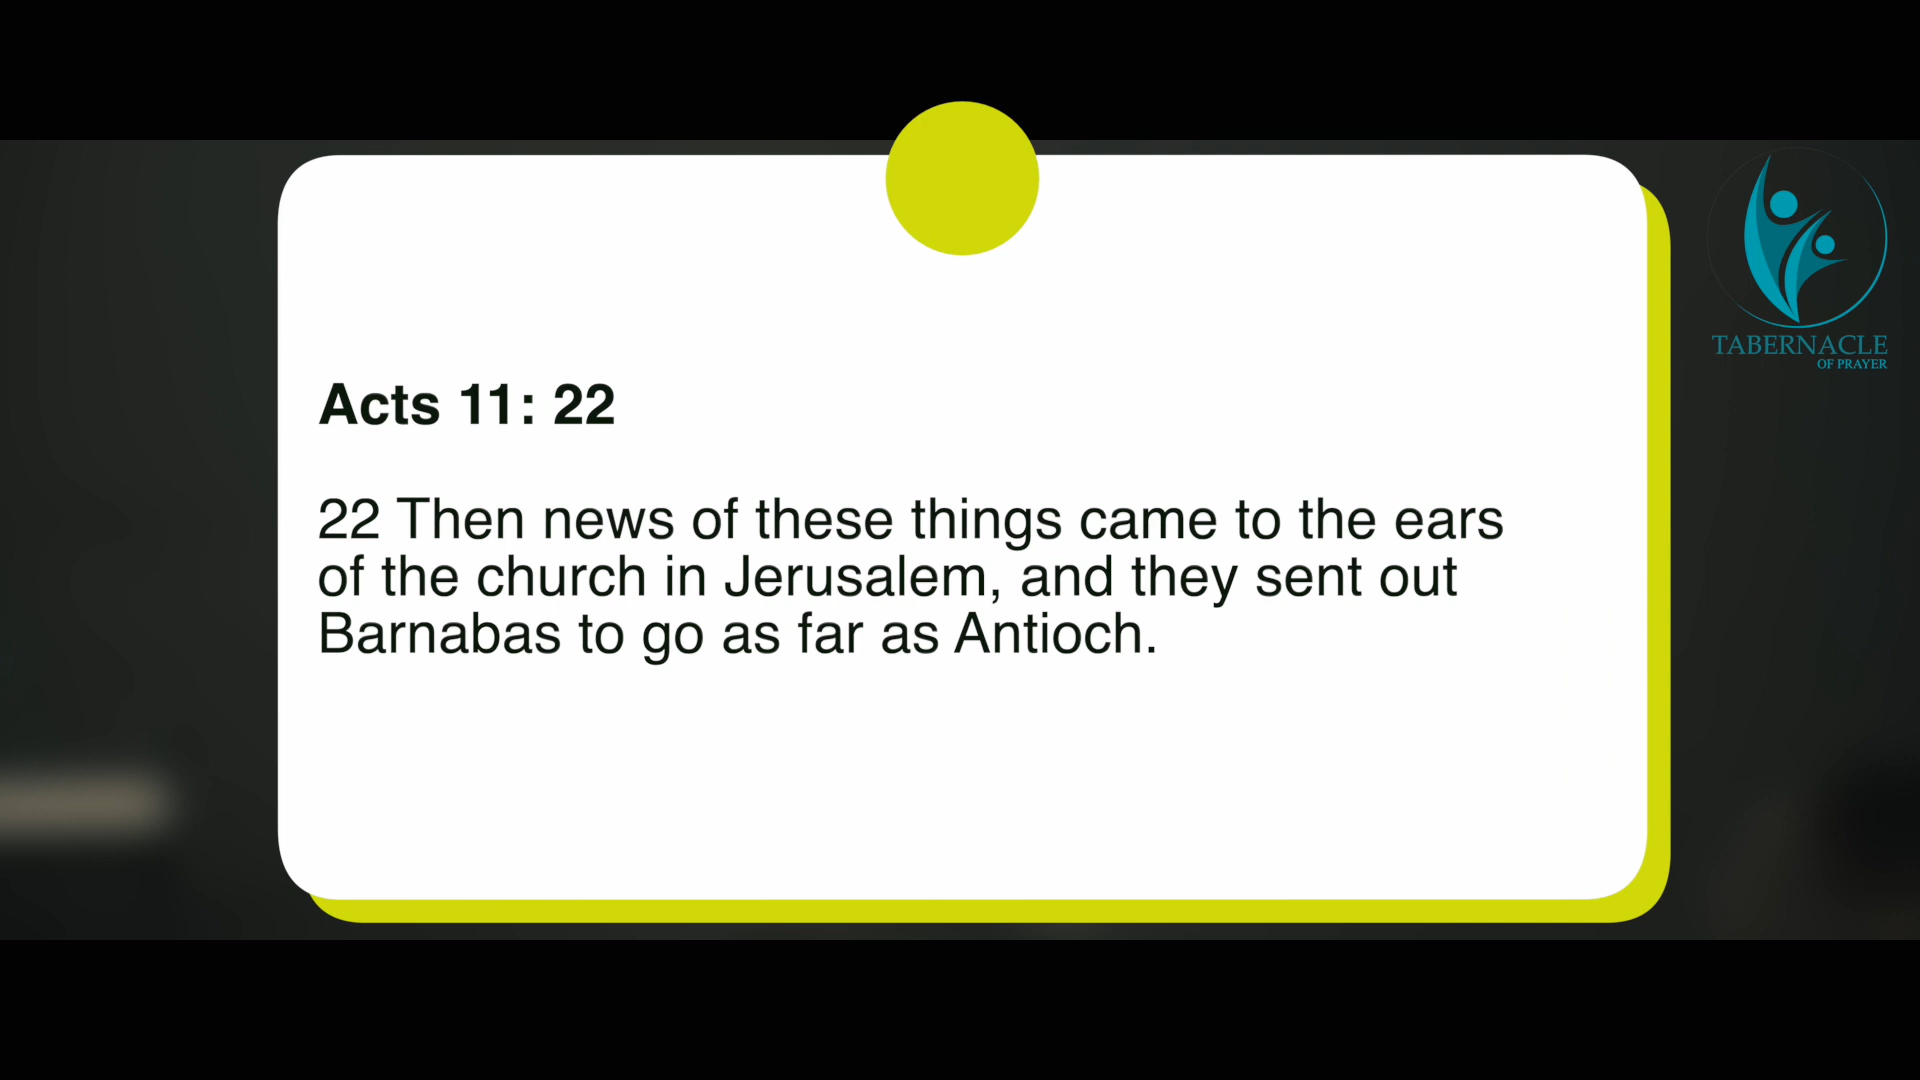 Acts 11: 22
22 Then news of these things came to the ears
of the church in Jerusalem, and they sent out
Barnabas to go as far as Antioch.
TABERNACLE
OF PRAYER